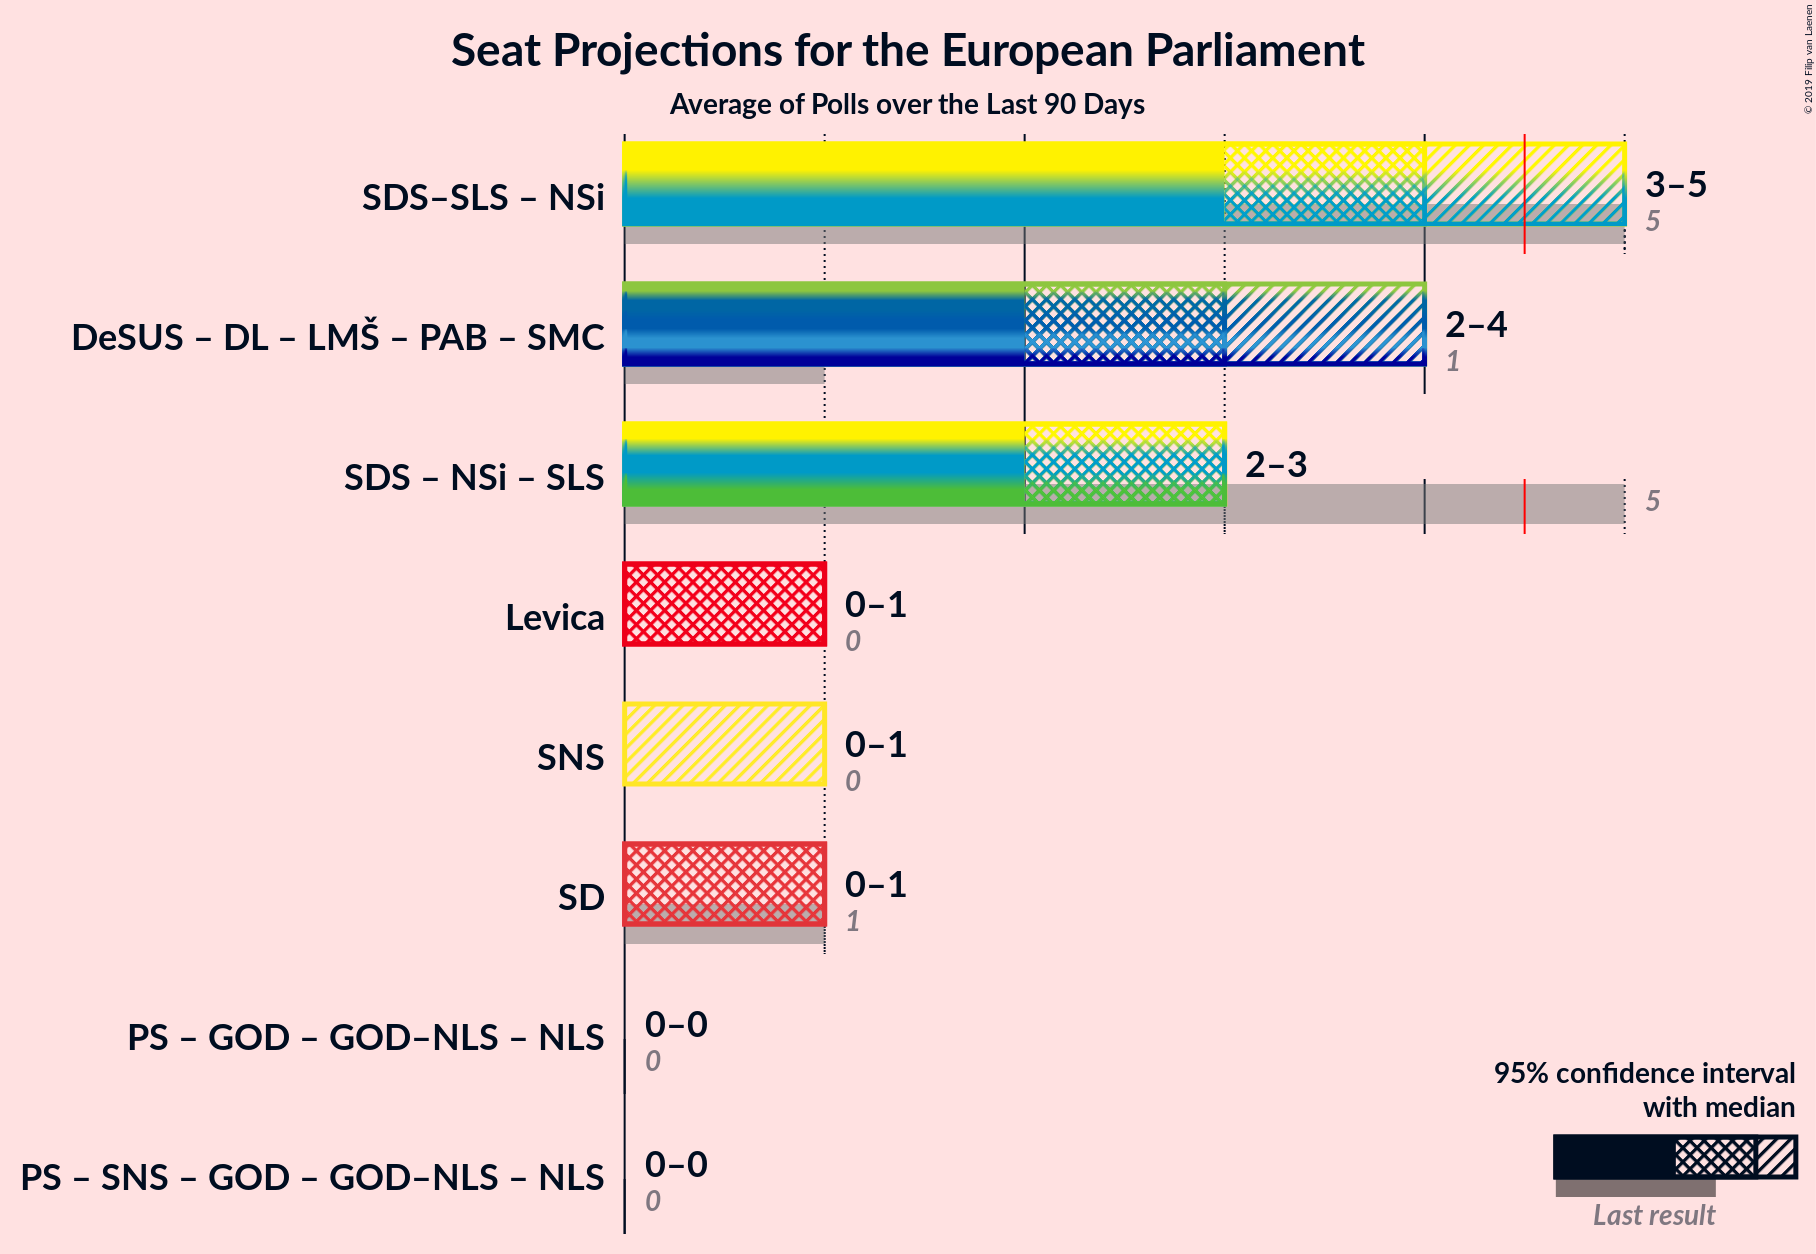 Seat Projections for the European Parliament
Average of Polls over the Last 90 Days
© 2019 Filip van Laenen
SDS–SLS – NSi
3–5
5
DeSUS – DL – LMŠ – PAB – SMC
2–4
1
SDS – NSi – SLS
2–3
5
Levica
0–1
0
SNS
0–1
0
SD
0–1
1
PS – GOD – GOD–NLS – NLS
0–0
0
PS – SNS – GOD – GOD–NLS – NLS
0–0
0
95% confidence interval
with median
Last result